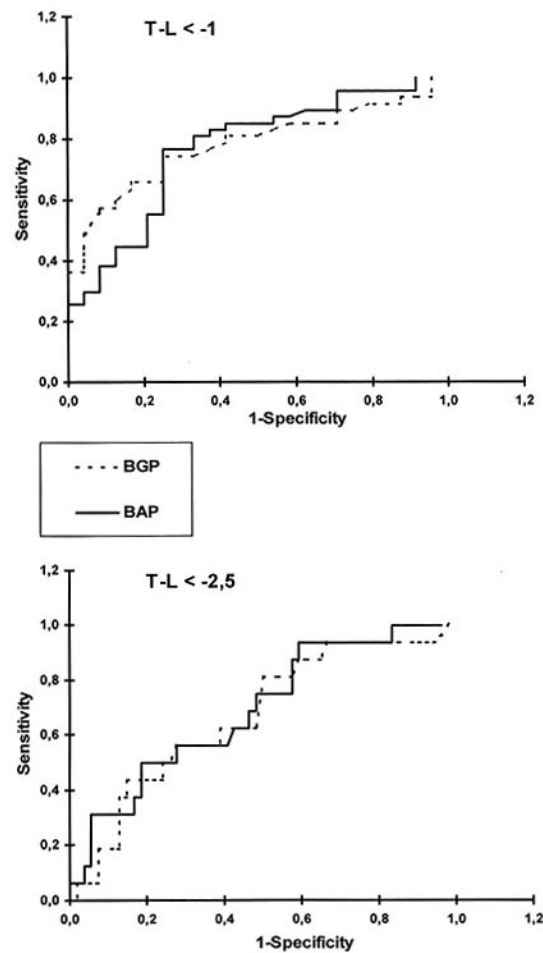 T-L < -1
1,2
1,0
0,8
0,6
0,4
0,2
0,0
Sensitivity
0,0 0,2 0,4 0,6 0,8 1,0 1,2
1-Specificity
BGP
BAP
T-L < -2,5
1,2
1,0
0,8
0,6
0,4
0,2
0,0
Sensitivity
0,0 0,2 0,4 0,6 0,8 1,0 1,2
1-Specificity